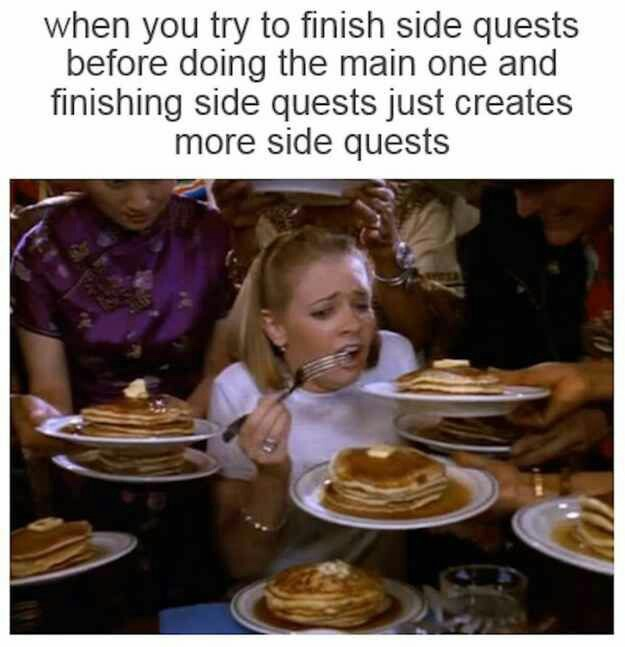 when you try to finish side quests
before doing the main one and
finishing side quests just creates
more side quests